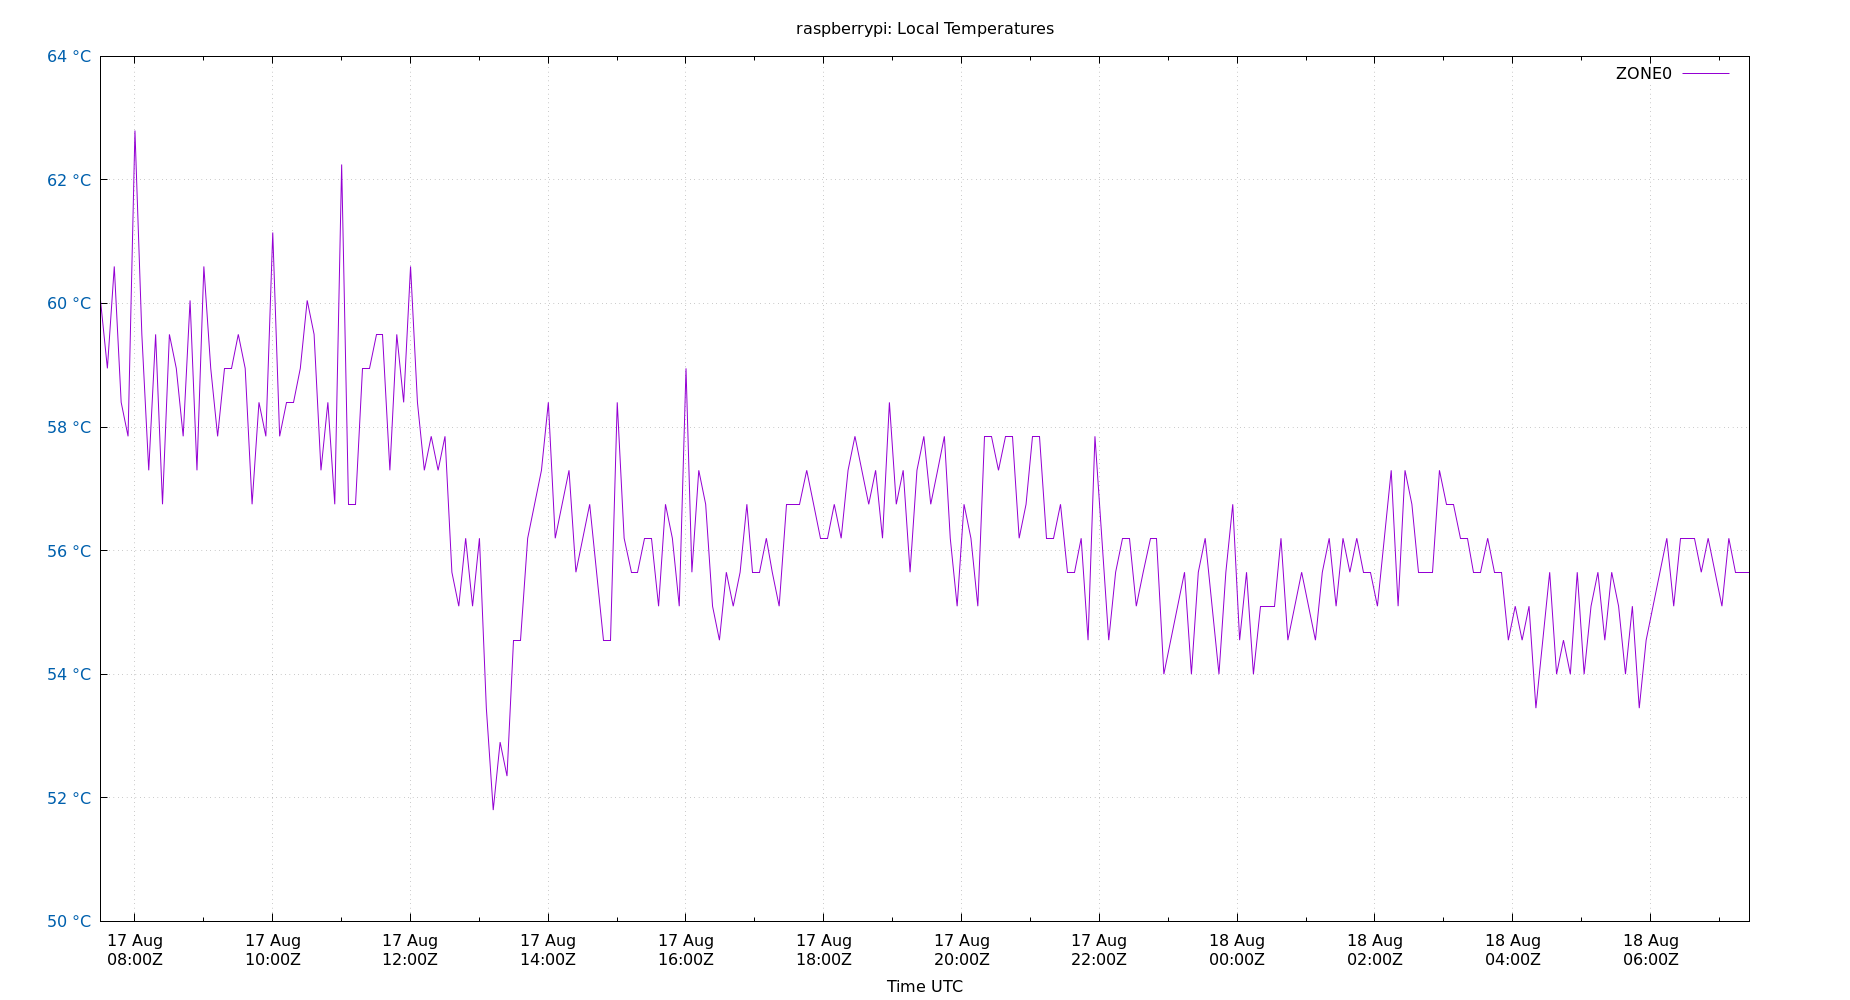 raspberrypi: Local Temperatures
ZONE0
64 °C
62 °C
60 °C
58 °C
56 °C
54 °C
52 °C
50 °C
17 Aug 17 Aug 17 Aug 17 Aug 17 Aug 17 Aug 17 Aug 17 Aug 18 Aug 18 Aug 18 Aug 18 Aug
08:00Z 10:00Z 12:00Z 14:00Z 16:00Z 18:00Z 20:00Z 22:00Z 00:00Z 02:00Z 04:00Z 06:00Z
Time UTC